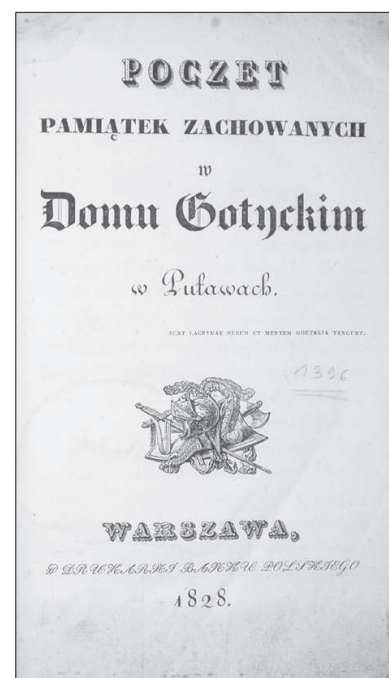 POCZET
PAMIĄTEK ZACHOWANYCH
w
Domu Gotyckim
w Puławach.
SUNT LACRYMAE RERUM ET MENTEM MORTALIA TANGUNT.
1396
WARSZAWA,
W DRUKARNI BANKU POLSKIEGO
1828.